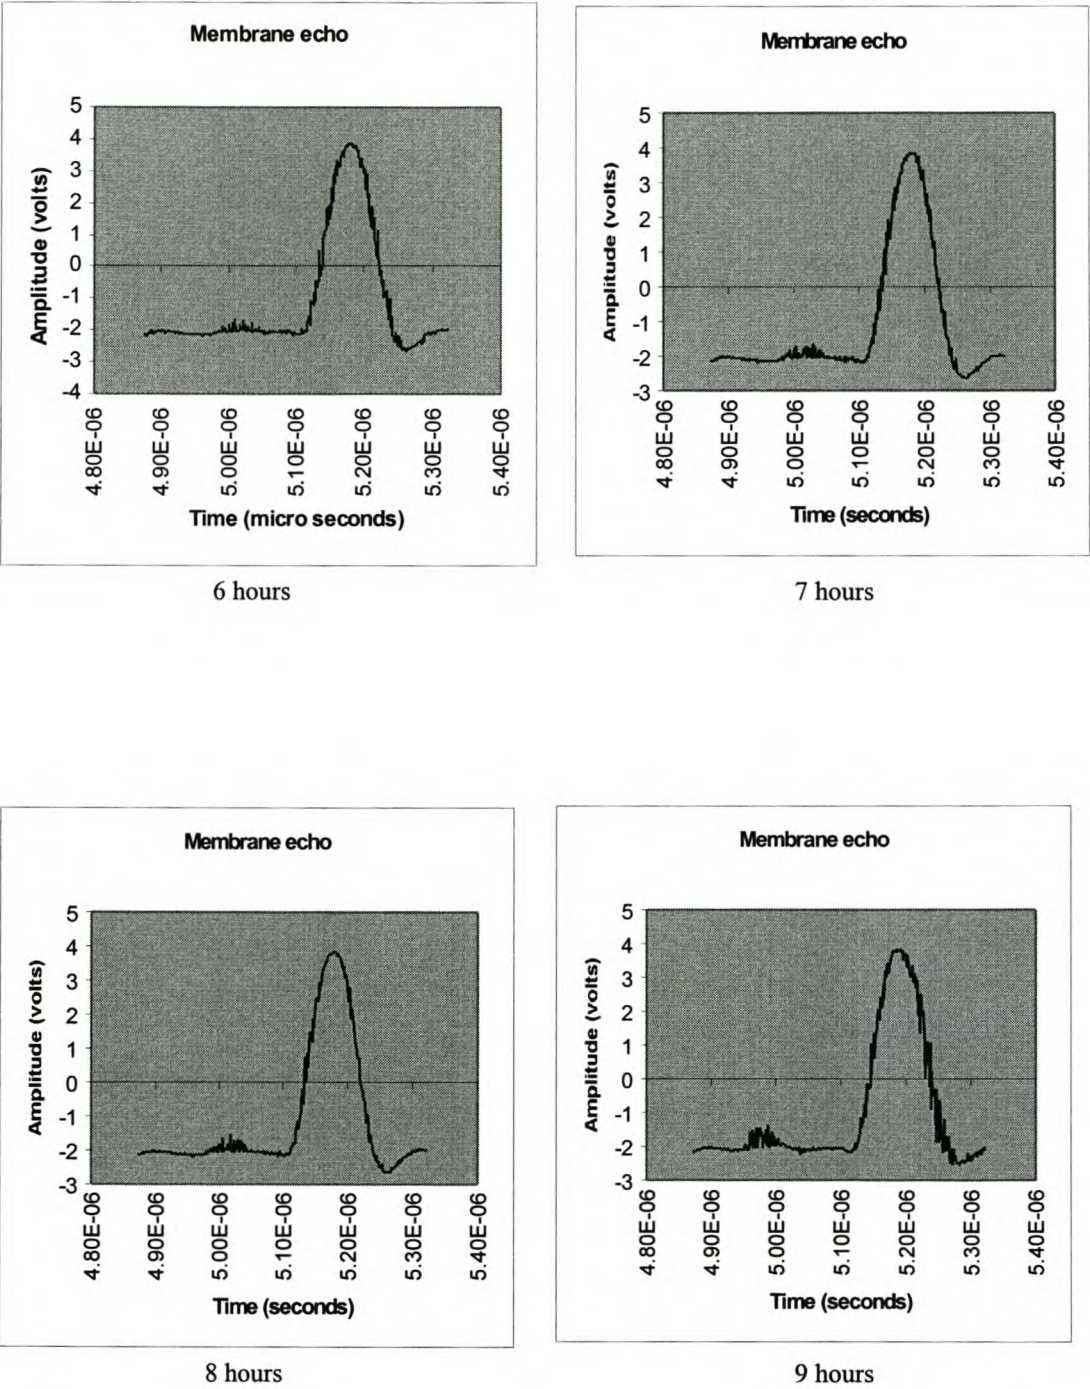 Membrane echo
5
4
3
2
1
0
-1
-2
-3
-4
Amplitude (volts)
4.80E-06
4.90E-06
5.00E-06
5.10E-06
5.20E-06
5.30E-06
5.40E-06
Time (micro seconds)
6 hours
Membrane echo
5
4
3
2
1
0
-1
-2
-3
Amplitude (volts)
4.80E-06
4.90E-06
5.00E-06
5.10E-06
5.20E-06
5.30E-06
5.40E-06
Time (seconds)
7 hours
Membrane echo
5
4
3
2
1
0
-1
-2
-3
Amplitude (volts)
4.80E-06
4.90E-06
5.00E-06
5.10E-06
5.20E-06
5.30E-06
5.40E-06
Time (seconds)
8 hours
Membrane echo
5
4
3
2
1
0
-1
-2
-3
Amplitude (volts)
4.80E-06
4.90E-06
5.00E-06
5.10E-06
5.20E-06
5.30E-06
5.40E-06
Time (seconds)
9 hours